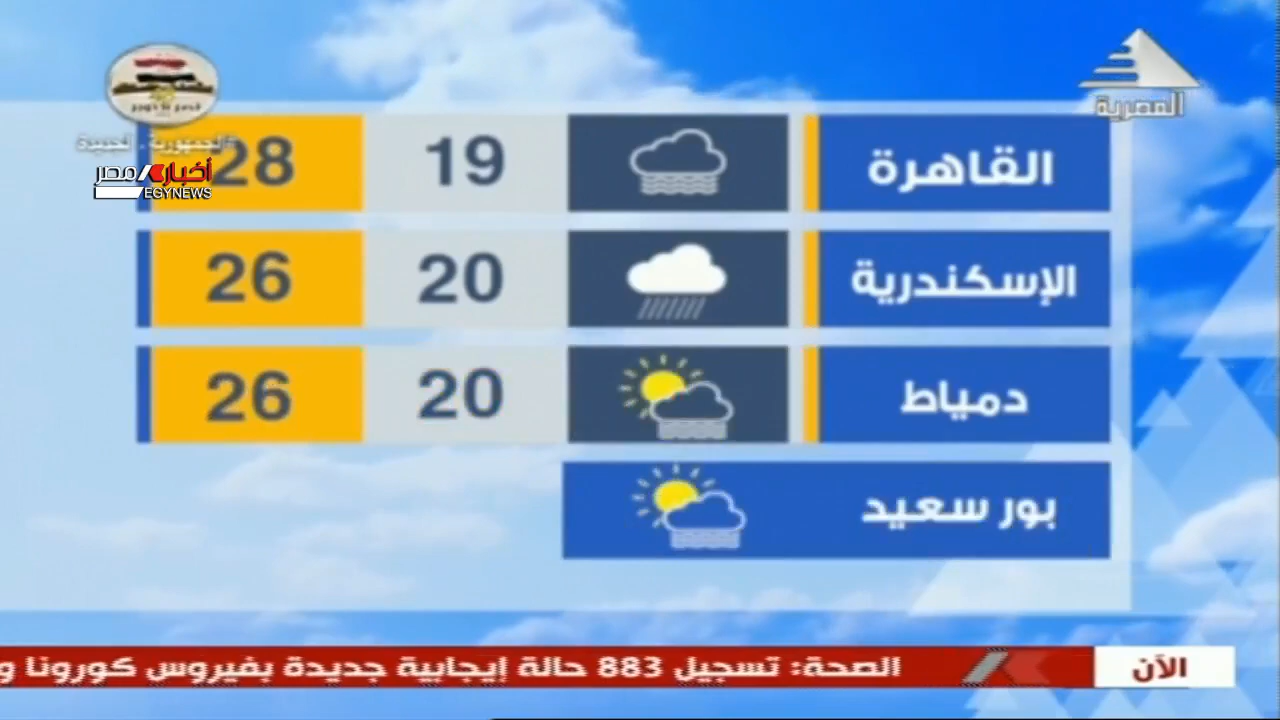 المصرية
#الجمهورية_الجديدة
أخبار مصر
EGYNEWS
القاهرة 19 28
الإسكندرية 20 26
دمياط 20 26
بور سعيد
الآن الصحة: تسجيل 883 حالة إيجابية جديدة بفيروس كورونا و